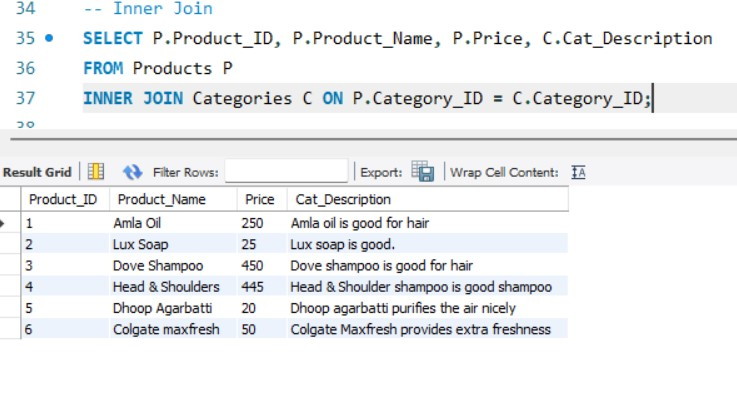 34 -- Inner Join
35 SELECT P.Product_ID, P.Product_Name, P.Price, C.Cat_Description
36 FROM Products P
37 INNER JOIN Categories C ON P.Category_ID = C.Category_ID;
38
Result Grid Filter Rows: Export: Wrap Cell Content: IA
Product_ID Product_Name Price Cat_Description
1 Amla Oil 250 Amla oil is good for hair
2 Lux Soap 25 Lux soap is good.
3 Dove Shampoo 450 Dove shampoo is good for hair
4 Head & Shoulders 445 Head & Shoulder shampoo is good shampoo
5 Dhoop Agarbatti 20 Dhoop agarbatti purifies the air nicely
6 Colgate maxfresh 50 Colgate Maxfresh provides extra freshness